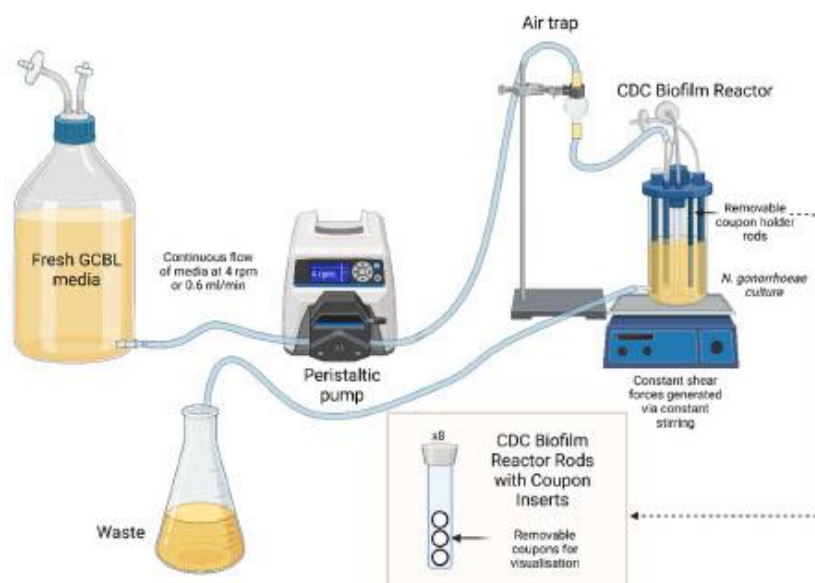 Air trap
CDC Biofilm Reactor
Removable
coupon holder
rods
Fresh GCBL
media
Continuous flow
of media at 4 rpm
or 0.6 ml/min
4 rpm
N. gonorrhoeae
culture
Peristaltic
pump
Constant shear
forces generated
via constant
stirring
x8
CDC Biofilm
Reactor Rods
with Coupon
Inserts
Removable
coupons for
visualisation
Waste